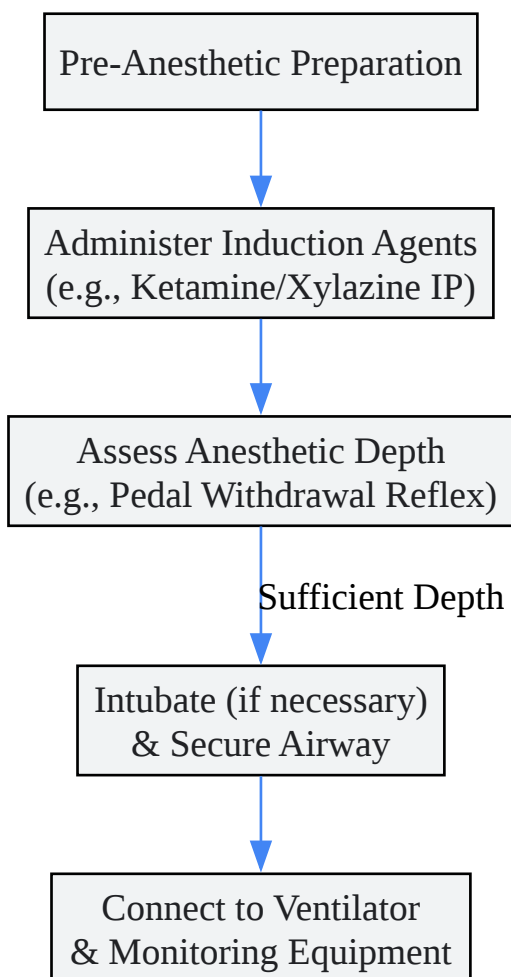 Pre-Anesthetic Preparation
Administer Induction Agents
(e.g., Ketamine/Xylazine IP)
Assess Anesthetic Depth
(e.g., Pedal Withdrawal Reflex)
Sufficient Depth
Intubate (if necessary)
& Secure Airway
Connect to Ventilator
& Monitoring Equipment